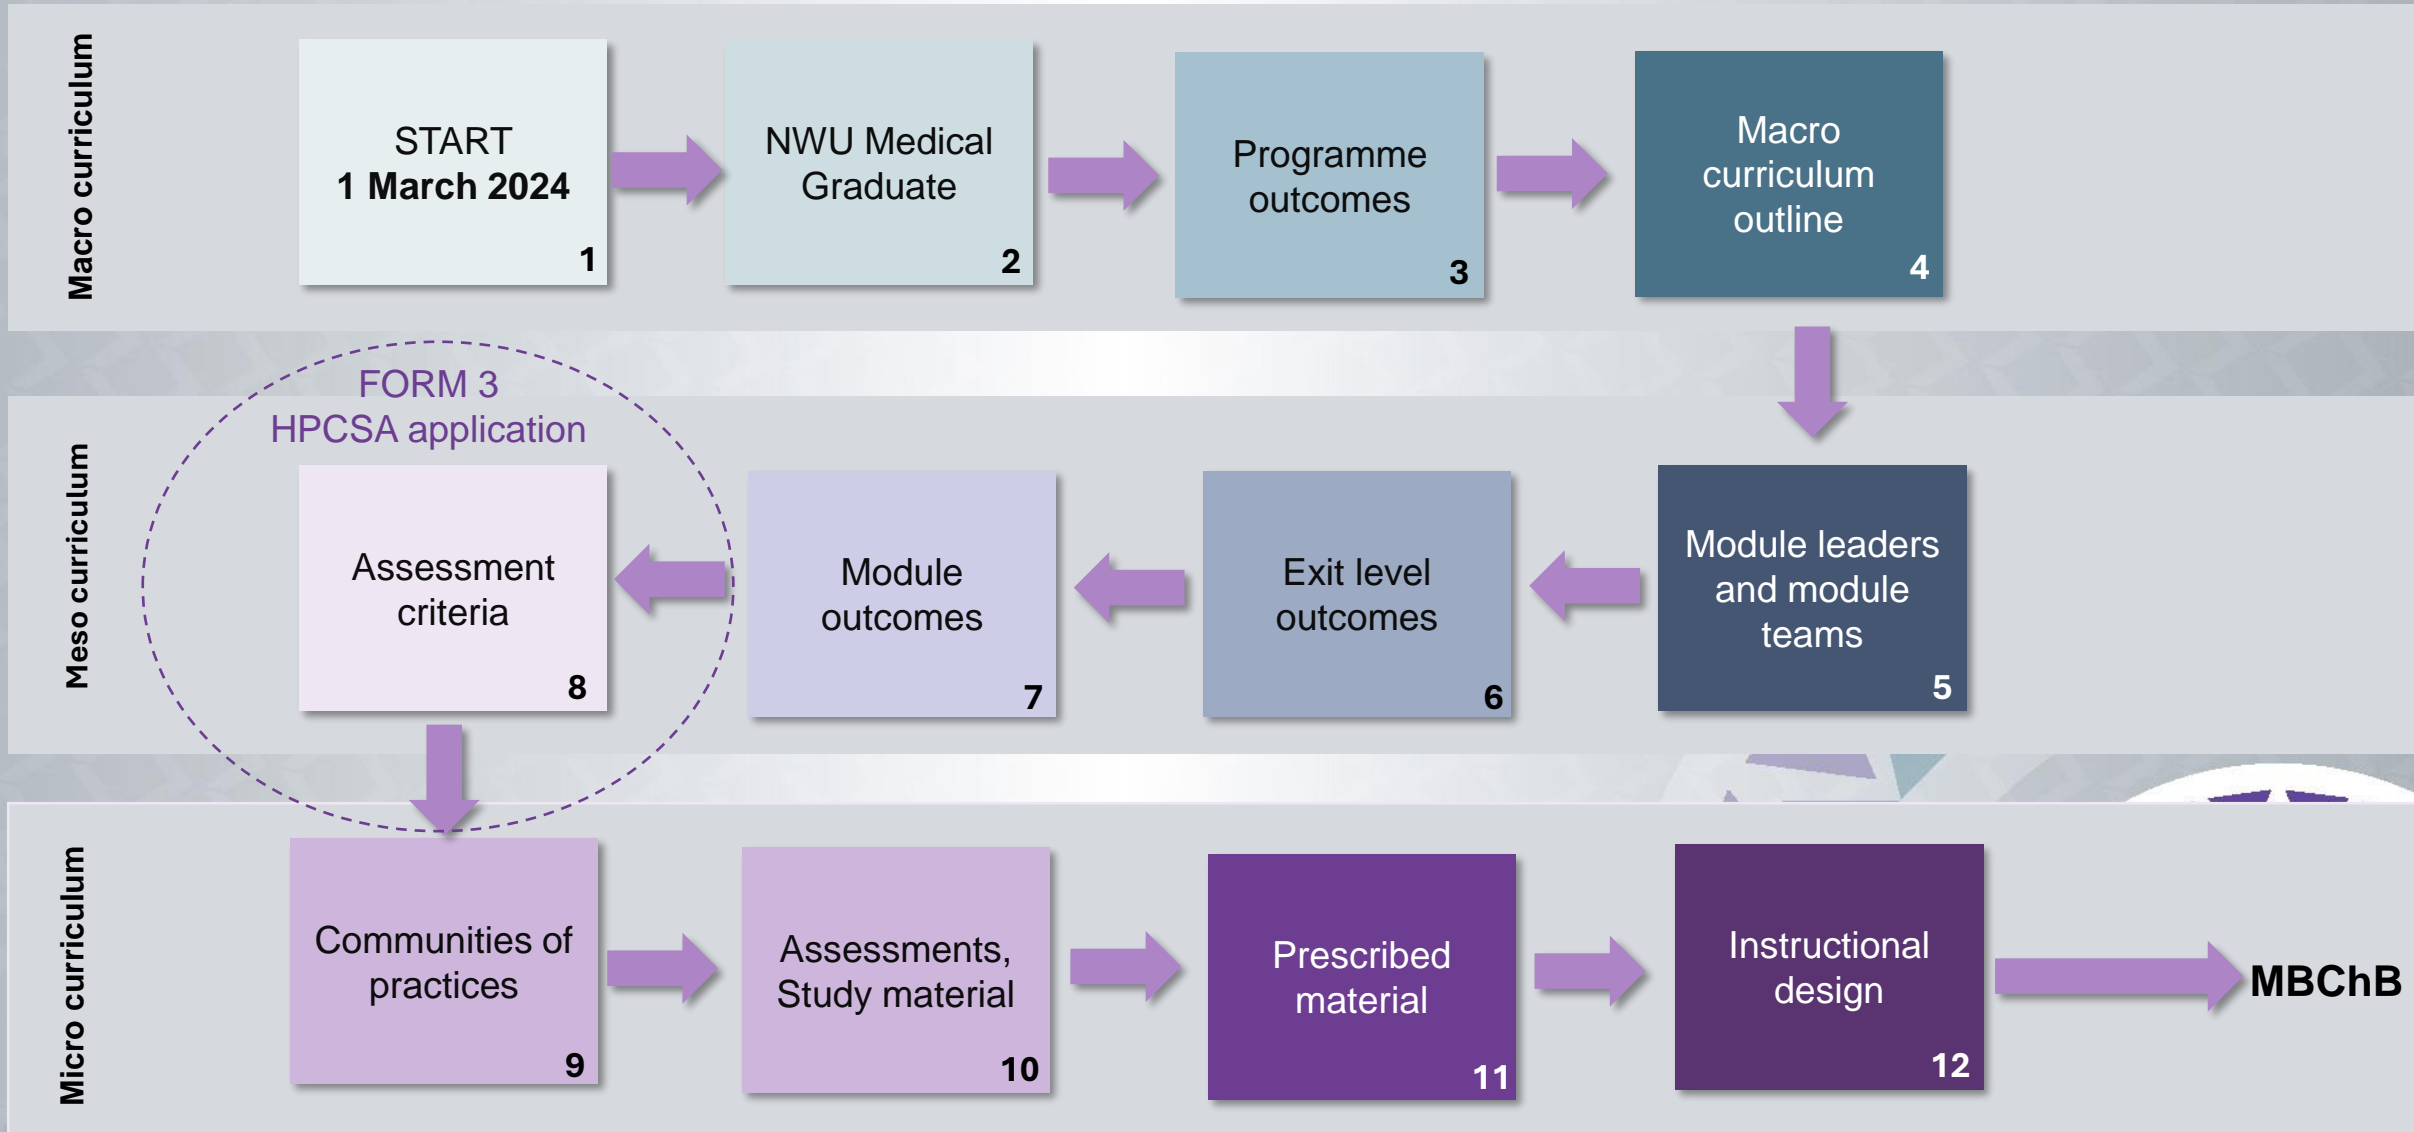 Macro curriculum
START
1 March 2024
1
NWU Medical
Graduate
2
Programme
outcomes
3
Macro
curriculum
outline
4
FORM 3
HPCSA application
Meso curriculum
Assessment
criteria
8
Module
outcomes
7
Exit level
outcomes
6
Module leaders
and module
teams
5
Micro curriculum
Communities of
practices
9
Assessments,
Study material
10
Prescribed
material
11
Instructional
design
12
MBChB